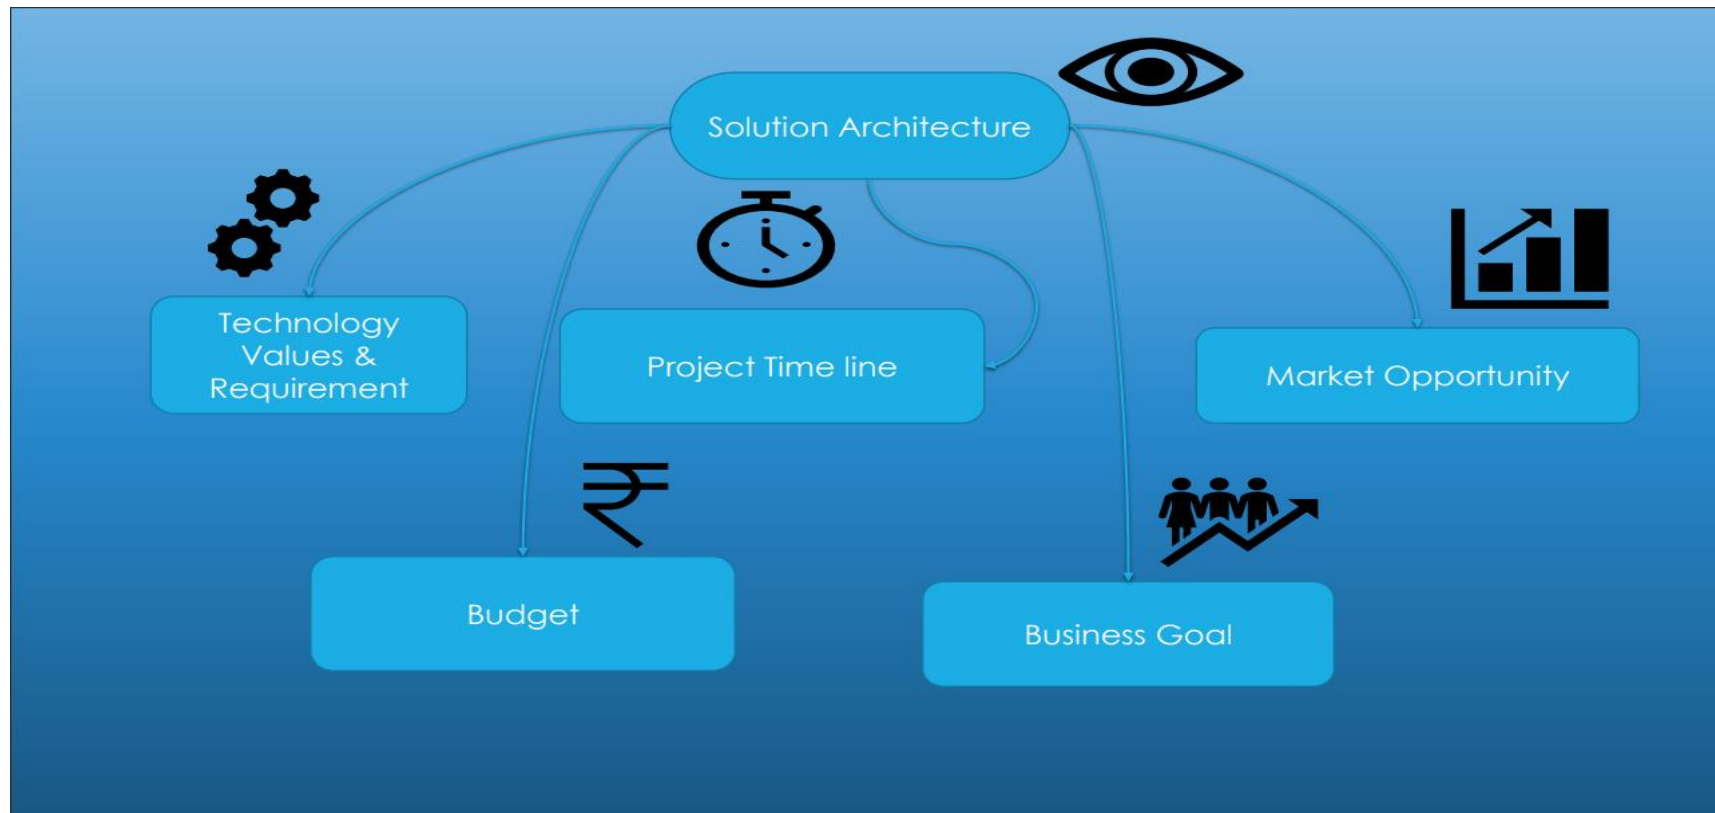 Solution Architecture
Technology
Values &
Requirement
Project Time line
Market Opportunity
Budget
Business Goal